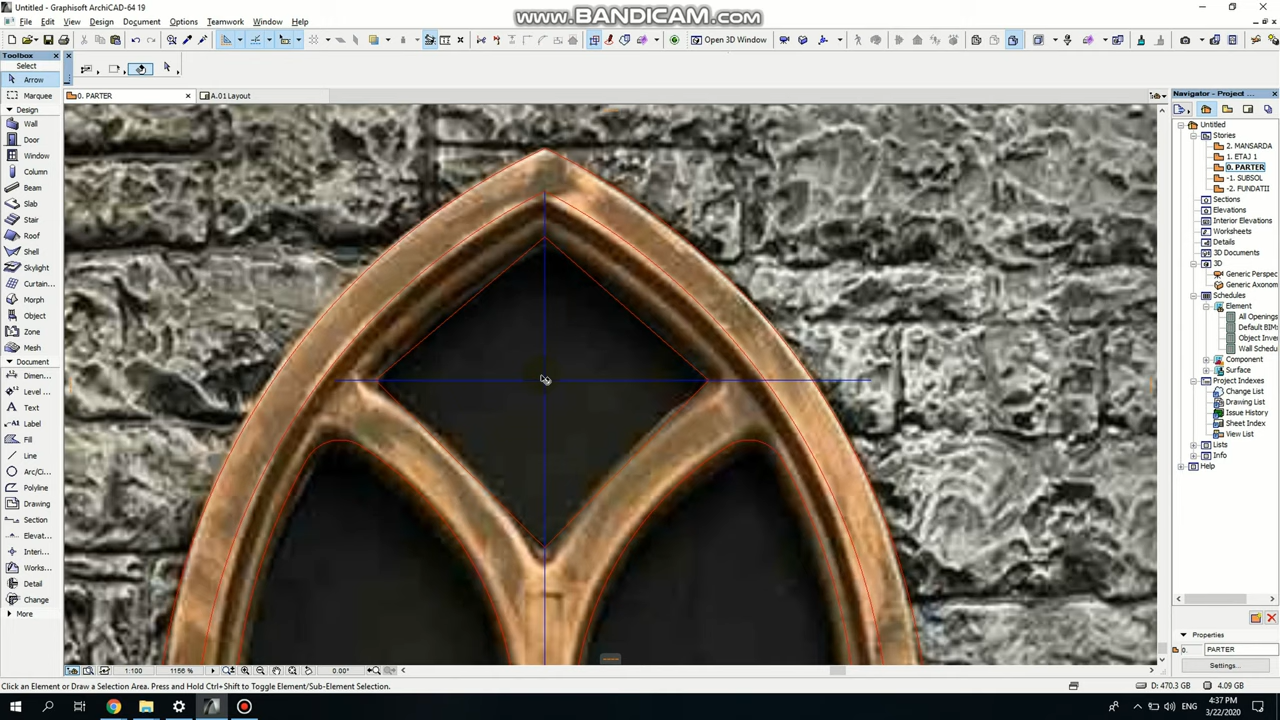 Untitled - Graphisoft ArchiCAD-64 19
www.BANDICAM.com
File Edit View Design Document Options Teamwork Window Help
Open 3D Window
Toolbox
Select
Arrow
Marquee
Design
Wall
Door
Window
Column
Beam
Slab
Stair
Roof
Shell
Skylight
Curtain...
Morph
Object
Zone
Mesh
Document
Dimen...
Level ...
Text
Label
Fill
Line
Arc/Ci...
Polyline
Drawing
Section
Elevat...
Interi...
Works...
Detail
Change
More
0. PARTER
A.01 Layout
Navigator - Project ...
Untitled
Stories
2. MANSARDA
1. ETAJ 1
0. PARTER
-1. SUBSOL
-2. FUNDATII
Sections
Elevations
Interior Elevations
Worksheets
Details
3D Documents
3D
Generic Perspec
Generic Axonom
Schedules
Element
All Openings
Default BIM
Object Inve
Wall Schedu
Component
Surface
Project Indexes
Change List
Drawing List
Issue History
Sheet Index
View List
Lists
Info
Help
Properties
0. PARTER
Settings...
1:100 1156 % 0.00°
Click an Element or Draw a Selection Area. Press and Hold Ctrl+Shift to Toggle Element/Sub-Element Selection.
D: 470.3 GB 4.09 GB
ENG
4:37 PM
3/22/2020